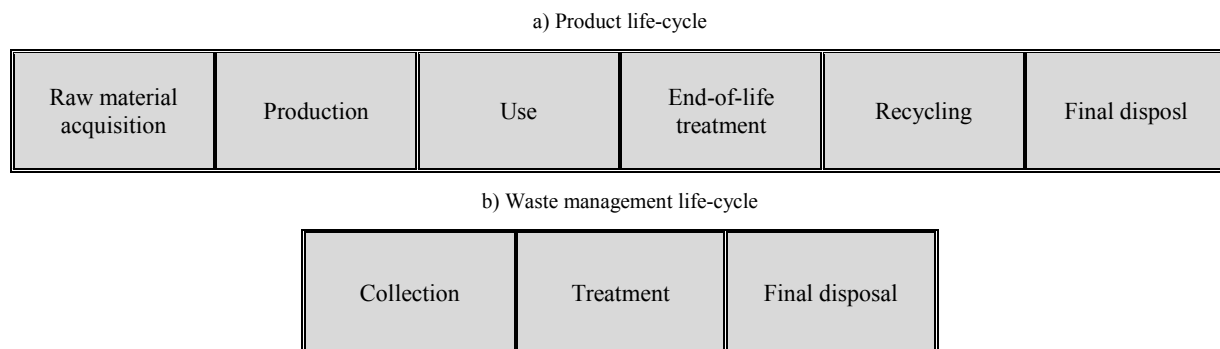 a) Product life-cycle
Raw material
acquisition
Production
Use
End-of-life
treatment
Recycling
Final disposl
b) Waste management life-cycle
Collection
Treatment
Final disposal